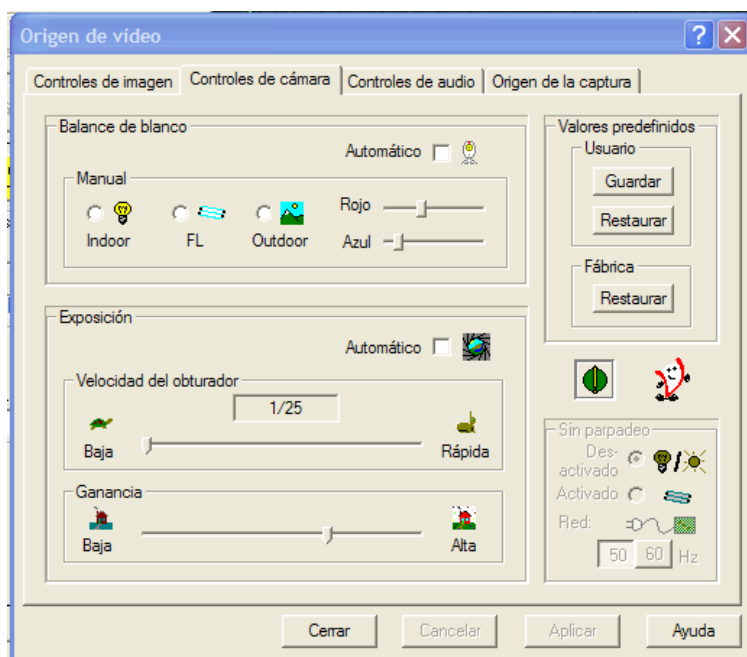 Origen de vídeo
Controles de imagen
Controles de cámara
Controles de audio
Origen de la captura
Balance de blanco
Automático
Manual
Indoor
FL
Outdoor
Rojo
Azul
Exposición
Automático
Velocidad del obturador
1/25
Baja
Rápida
Ganancia
Baja
Alta
Valores predefinidos
Usuario
Guardar
Restaurar
Fábrica
Restaurar
Sin parpadeo
Des-
activado
Activado
Red:
50 60 Hz
Cerrar
Cancelar
Aplicar
Ayuda